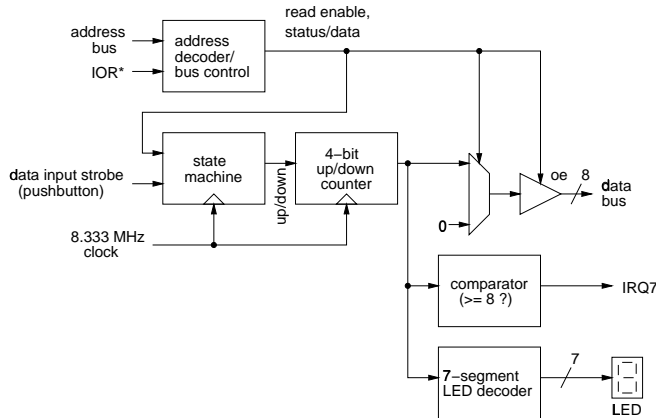 read enable,
status/data
address
bus
IOR*
address
decoder/
bus control
data input strobe
(pushbutton)
state
machine
up/down
4-bit
up/down
counter
8.333 MHz
clock
0
oe
8
data
bus
comparator
(>= 8 ?)
IRQ7
7-segment
LED decoder
7
LED